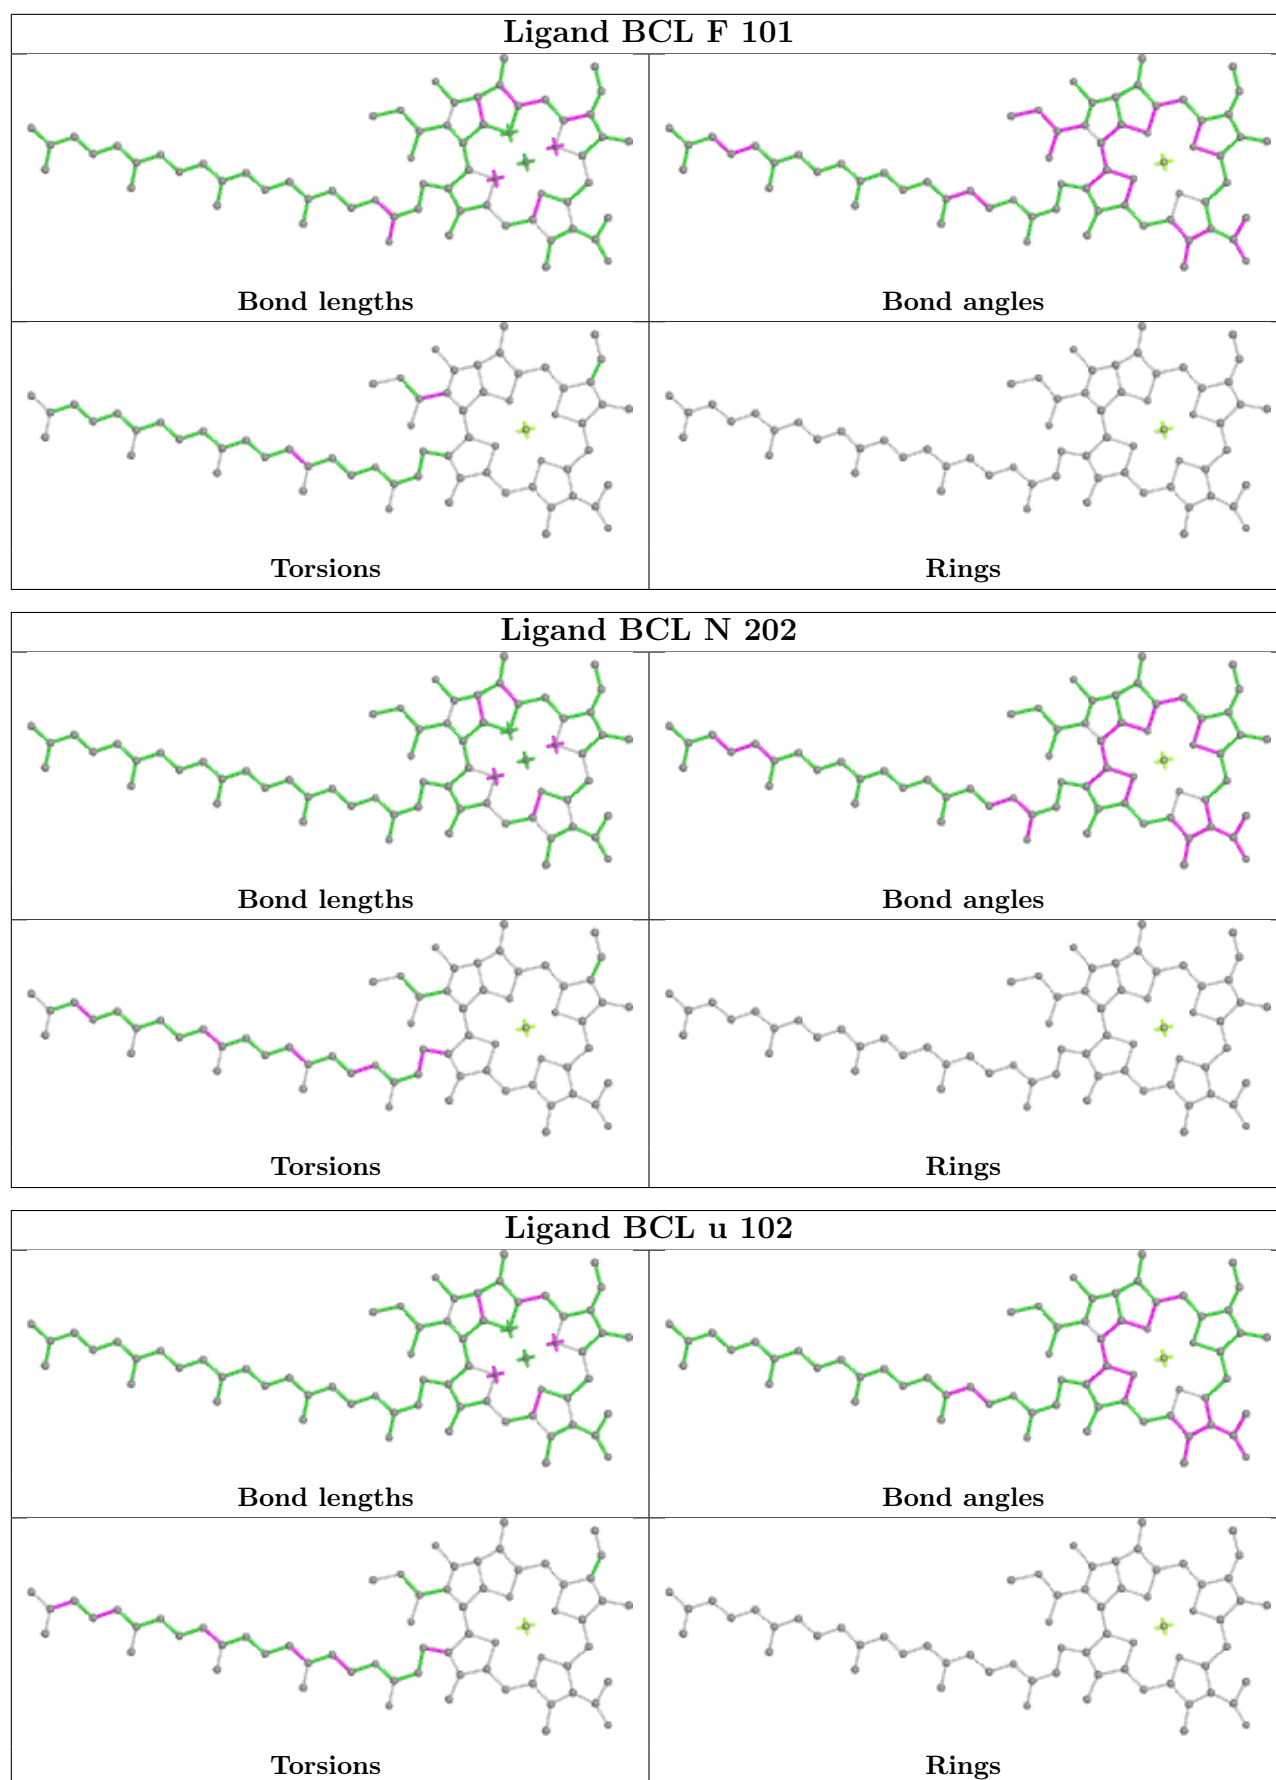 Ligand BCL F 101
Bond lengths
Bond angles
Torsions
Rings
Ligand BCL N 202
Bond lengths
Bond angles
Torsions
Rings
Ligand BCL u 102
Bond lengths
Bond angles
Torsions
Rings